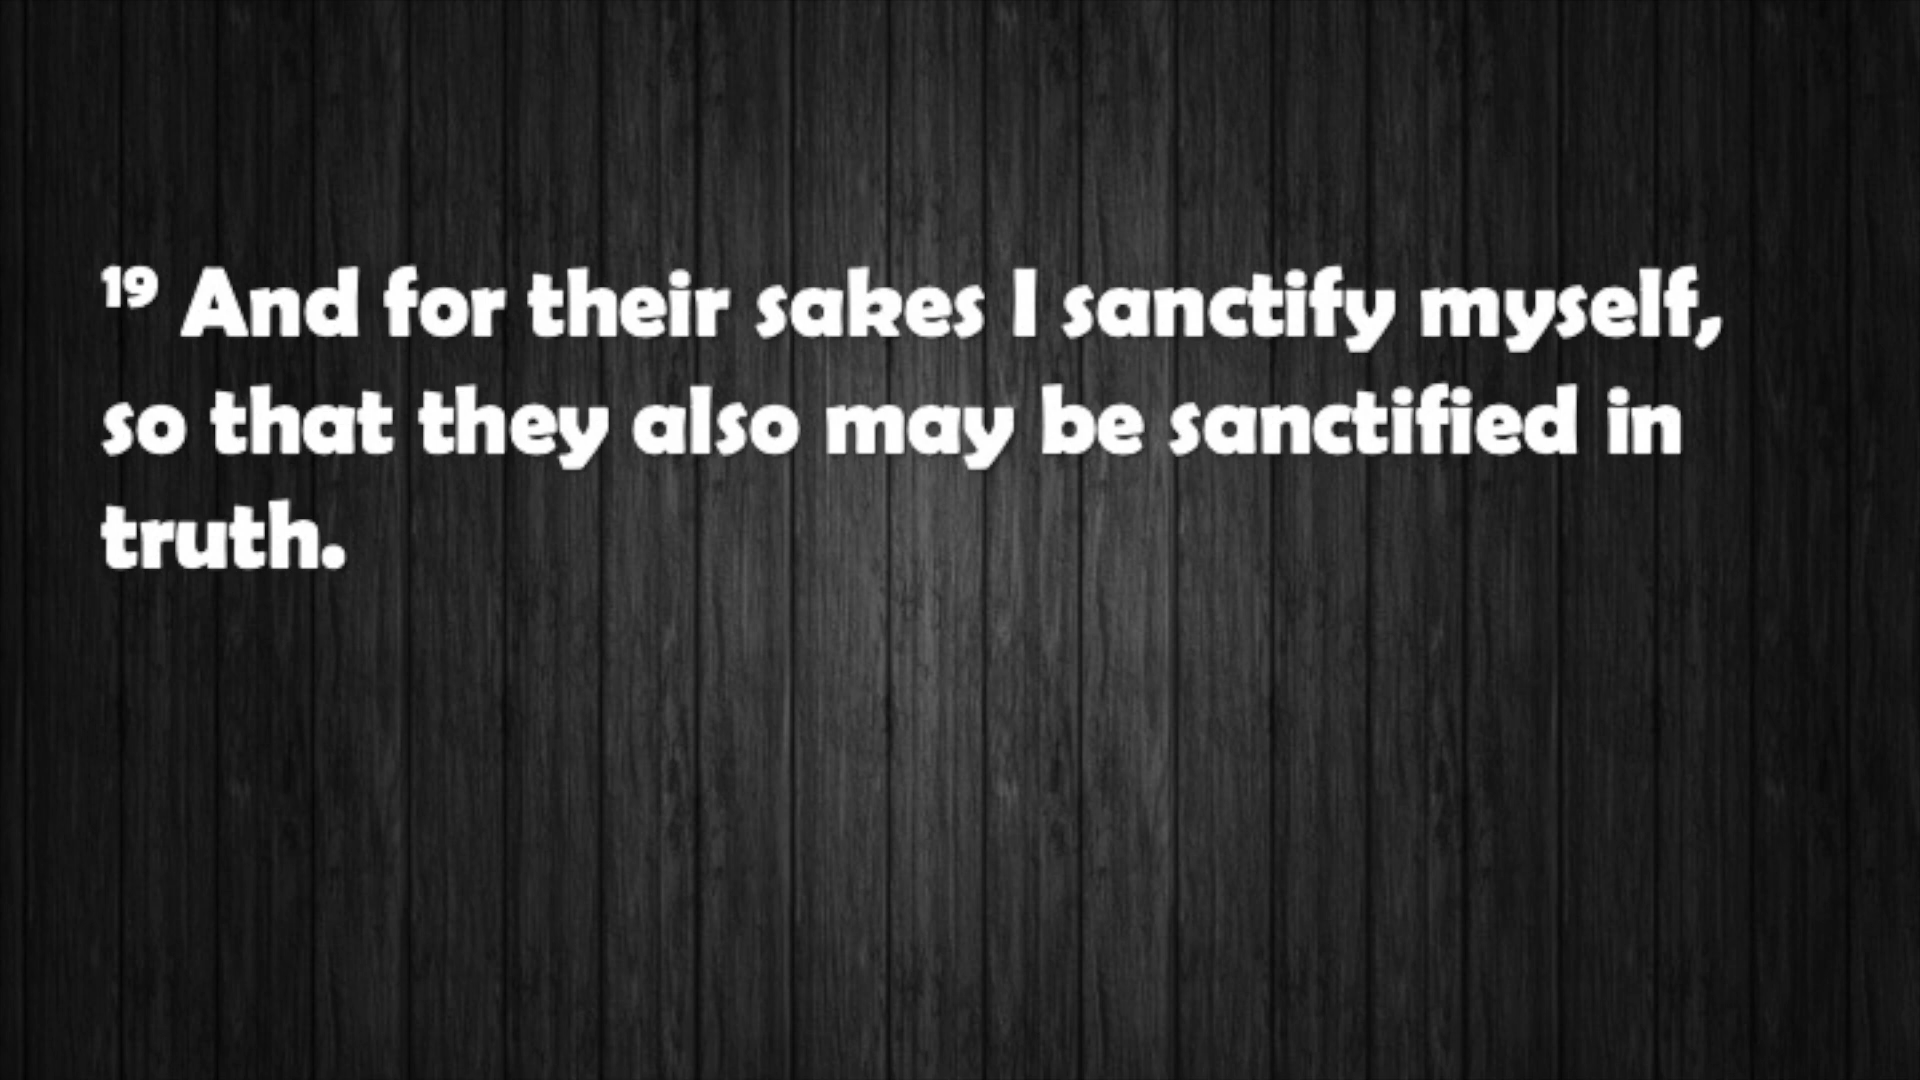 19 And for their sakes I sanctify myself,
so that they also may be sanctified in
truth.